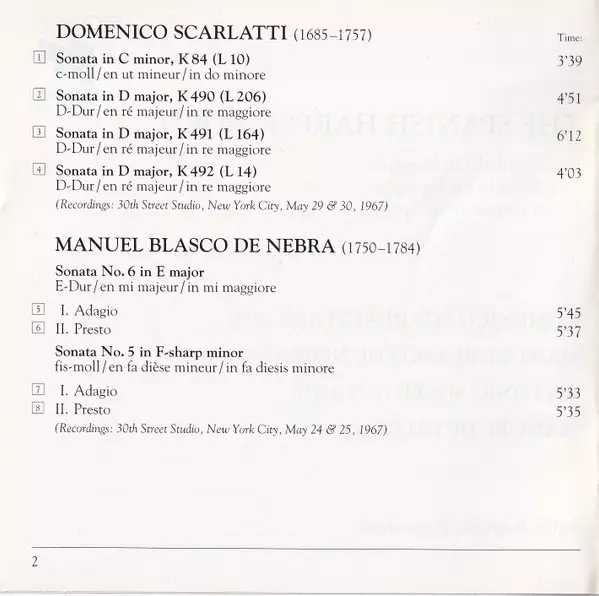 DOMENICO SCARLATTI (1685–1757) Time:
1 Sonata in C minor, K 84 (L 10) 3'39
c-moll/en ut mineur/in do minore
2 Sonata in D major, K 490 (L 206) 4'51
D-Dur/en ré majeur/in re maggiore
3 Sonata in D major, K 491 (L 164) 6'12
D-Dur/en ré majeur/in re maggiore
4 Sonata in D major, K 492 (L 14) 4'03
D-Dur/en ré majeur/in re maggiore
(Recordings: 30th Street Studio, New York City, May 29 & 30, 1967)
MANUEL BLASCO DE NEBRA (1750–1784)
Sonata No. 6 in E major
E-Dur/en mi majeur/in mi maggiore
5 I. Adagio 5'45
6 II. Presto 5'37
Sonata No. 5 in F-sharp minor
fis-moll/en fa dièse mineur/in fa diesis minore
7 I. Adagio 5'33
8 II. Presto 5'35
(Recordings: 30th Street Studio, New York City, May 24 & 25, 1967)
2